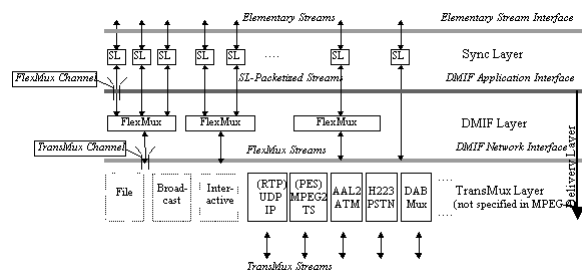 Elementary Streams
Elementary Stream Interface
SL SL SL SL SL .... SL SL
Sync Layer
FlexMux Channel
SL-Packetized Streams
DMIF Application Interface
FlexMux FlexMux FlexMux
DMIF Layer
TransMux Channel
FlexMux Streams
DMIF Network Interface
Delivery Layer
File
Broad-
cast
Inter-
active
(RTP)
UDP
IP
(PES)
MPEG2
TS
AAL2
ATM
H223
PSTN
DAB
Mux
TransMux Layer
(not specified in MPEG-
TransMux Streams